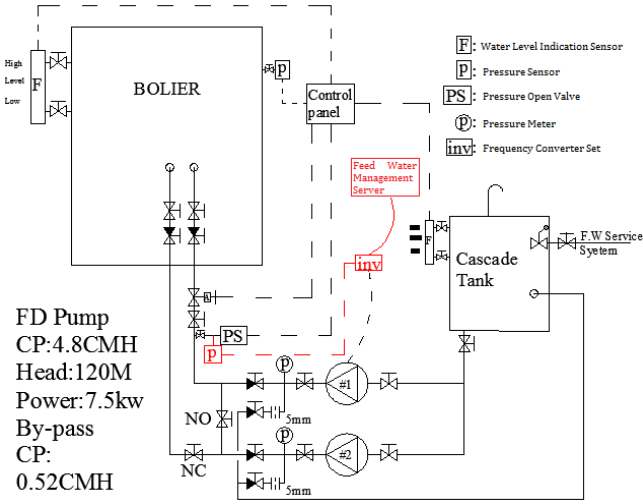 High
Level
Low
F
BOLIER
p
Control
panel
F : Water Level Indication Sensor
p : Pressure Sensor
PS : Pressure Open Valve
p : Pressure Meter
inv : Frequency Converter Set
Feed Water
Management
Server
F
F.W Service
Syetem
Cascade
Tank
inv
PS
p
FD Pump
CP:4.8CMH
Head:120M
Power:7.5kw
By-pass
CP:
0.52CMH
p
#1
5mm
NO
p
#2
NC
5mm